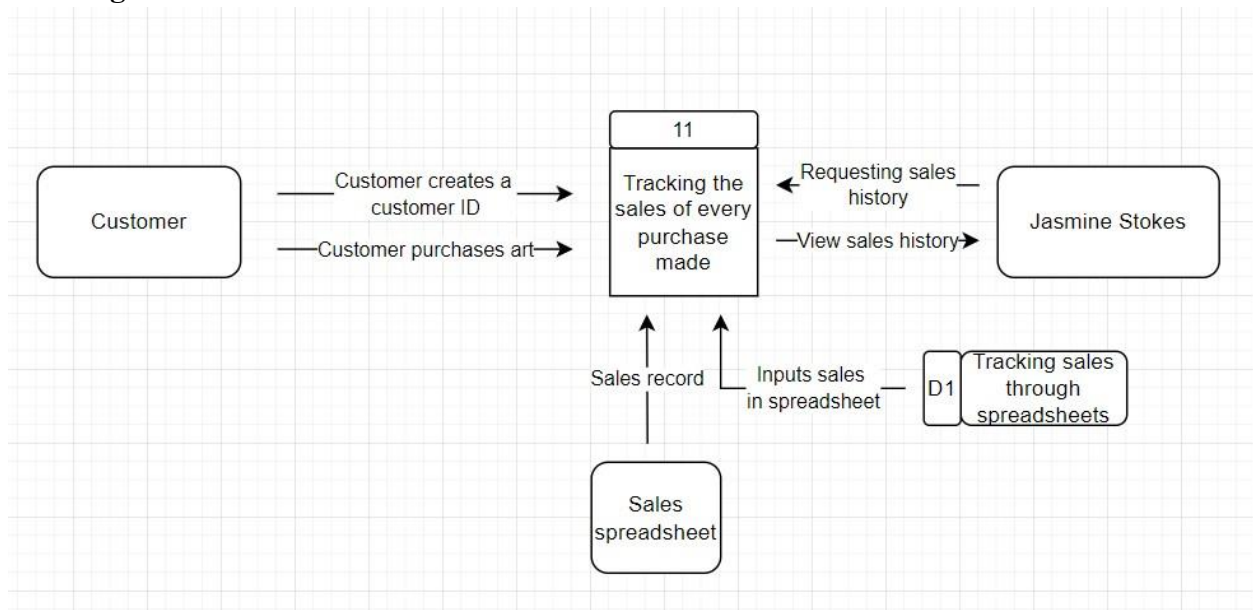 11
Customer
Customer creates a
customer ID
Customer purchases art
Tracking the
sales of every
purchase
made
Requesting sales
history
View sales history
Jasmine Stokes
Sales record
Inputs sales
in spreadsheet
D1
Tracking sales
through
spreadsheets
Sales
spreadsheet